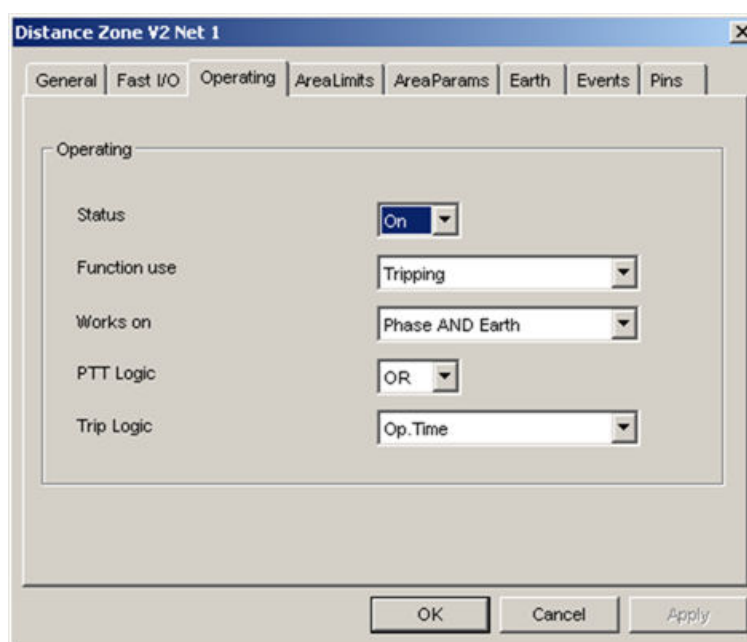 Distance Zone V2 Net 1
General Fast I/O Operating AreaLimits AreaParams Earth Events Pins
Operating
Status On
Function use Tripping
Works on Phase AND Earth
PTT Logic OR
Trip Logic Op.Time
OK Cancel Apply